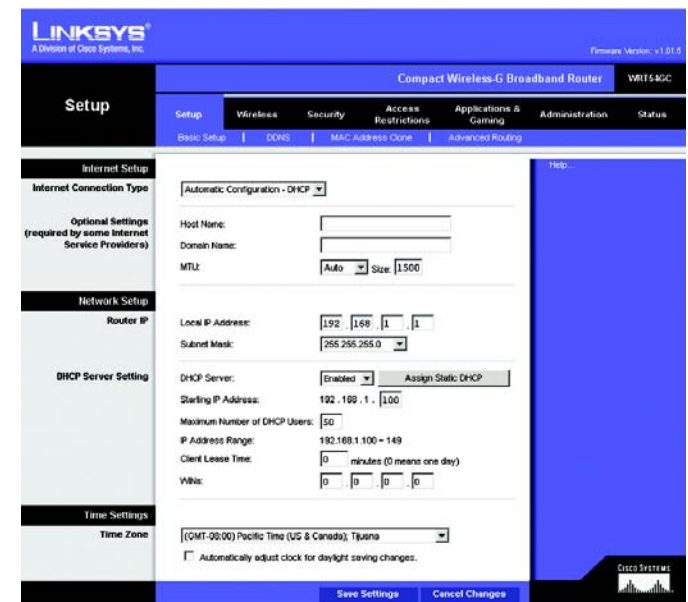 LINKSYS®
A Division of Cisco Systems, Inc.
Firmware Version: v1.01.5
Compact Wireless-G Broadband Router WRT54GC
Setup
Setup Wireless Security Access Restrictions Applications & Gaming Administration Status
Basic Setup | DDNS | MAC Address Clone | Advanced Routing
Internet Setup
Help...
Internet Connection Type
Automatic Configuration - DHCP
Optional Settings
(required by some Internet
Service Providers)
Host Name:
Domain Name:
MTU: Auto Size: 1500
Network Setup
Router IP
Local IP Address: 192 . 168 . 1 . 1
Subnet Mask: 255.255.255.0
DHCP Server Setting
DHCP Server: Enabled Assign Static DHCP
Starting IP Address: 192 . 168 . 1 . 100
Maximum Number of DHCP Users: 50
IP Address Range: 192.168.1.100 ~ 149
Client Lease Time: 0 minutes (0 means one day)
WINs: 0 . 0 . 0 . 0
Time Settings
Time Zone
(GMT-08:00) Pacific Time (US & Canada); Tijuana
Automatically adjust clock for daylight saving changes.
Save Settings Cancel Changes
CISCO SYSTEMS